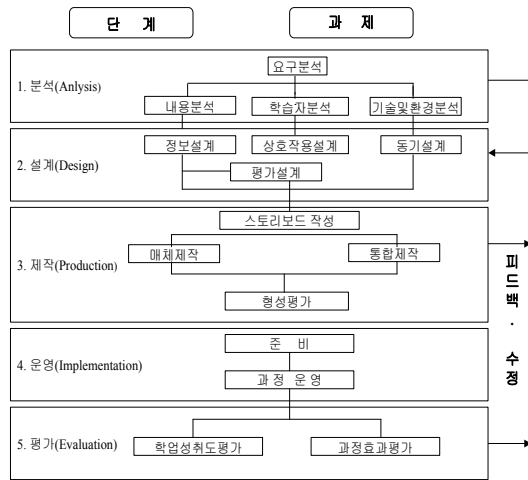 단 계
과 제
요구분석
1. 분석(Anlysis)
내용분석
학습자분석
기술및환경분석
정보설계
상호작용설계
동기설계
2. 설계(Design)
평가설계
스토리보드 작성
매체제작
통합제작
3. 제작(Production)
형성평가
피드백 · 수정
준 비
4. 운영(Implementation)
과 정 운 영
5. 평가(Evaluation)
학업성취도평가
과정효과평가